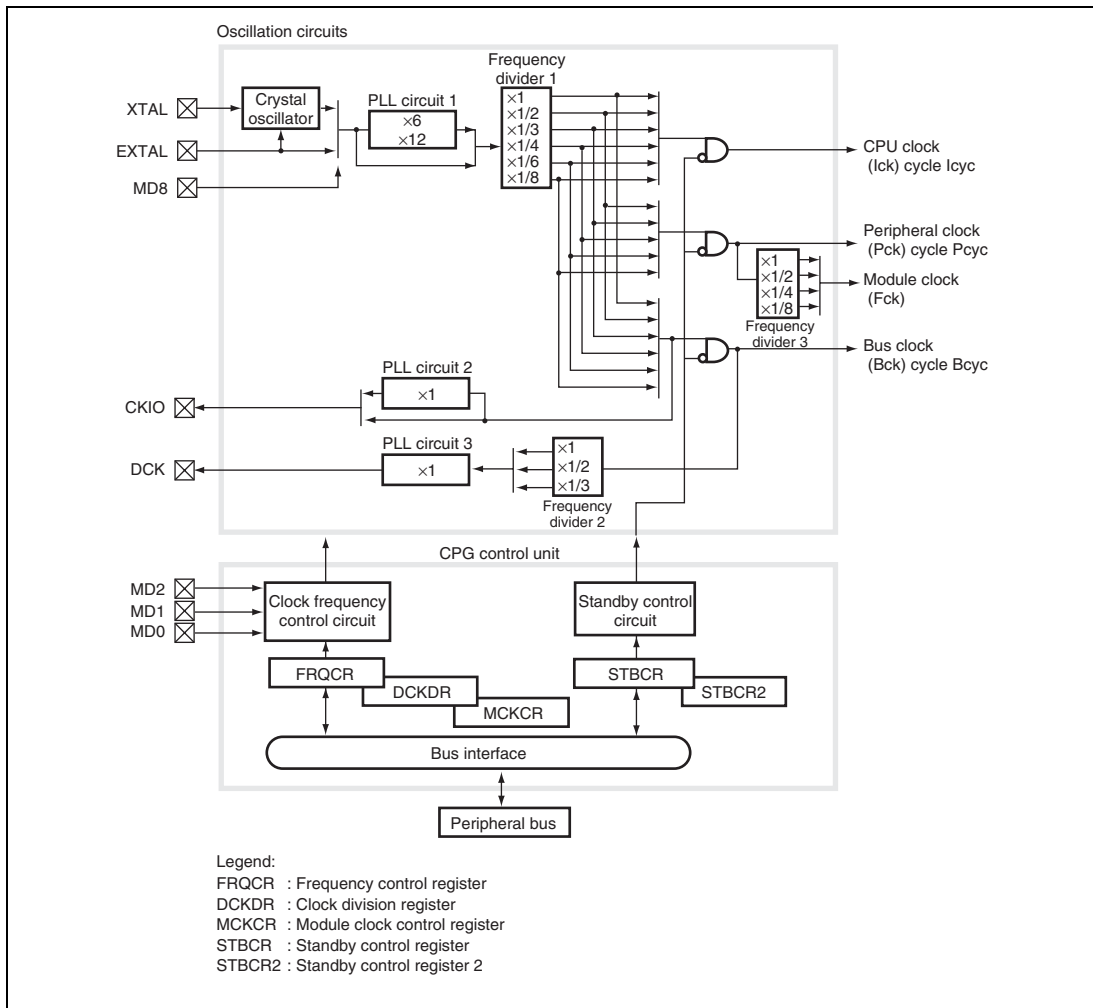 Oscillation circuits
Frequency
divider 1
XTAL
Crystal
oscillator
PLL circuit 1
×6
×12
×1
×1/2
×1/3
×1/4
×1/6
×1/8
EXTAL
MD8
CPU clock
(Ick) cycle Icyc
Peripheral clock
(Pck) cycle Pcyc
×1
×1/2
×1/4
×1/8
Module clock
(Fck)
Frequency
divider 3
Bus clock
(Bck) cycle Bcyc
PLL circuit 2
×1
CKIO
PLL circuit 3
×1
DCK
×1
×1/2
×1/3
Frequency
divider 2
CPG control unit
MD2
MD1
MD0
Clock frequency
control circuit
Standby control
circuit
FRQCR
DCKDR
MCKCR
STBCR
STBCR2
Bus interface
Peripheral bus
Legend:
FRQCR : Frequency control register
DCKDR : Clock division register
MCKCR : Module clock control register
STBCR : Standby control register
STBCR2 : Standby control register 2